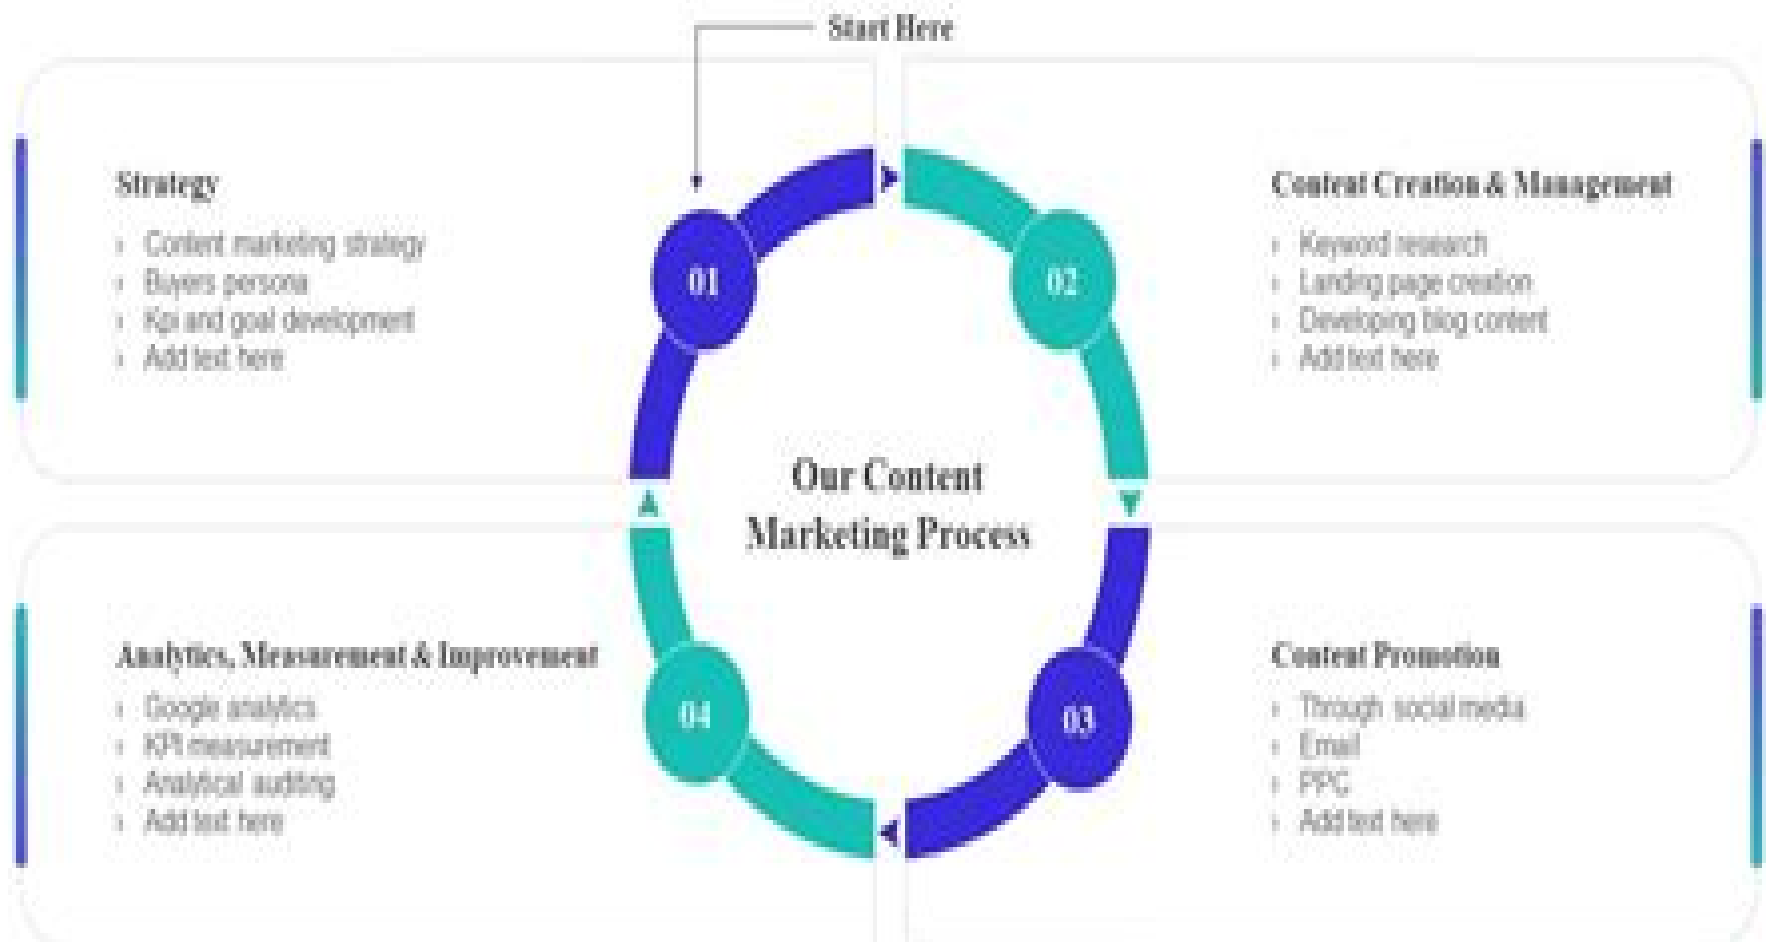 Start Here
Strategy
Content marketing strategy
Buyers persona
Kpi and goal development
Add text here
01
02
Content Creation & Management
Keyword research
Landing page creation
Developing blog content
Add text here
Our Content
Marketing Process
Analytics, Measurement & Improvement
Google analytics
KPI measurement
Analytical auditing
Add text here
04
03
Content Promotion
Through social media
Email
PPC
Add text here